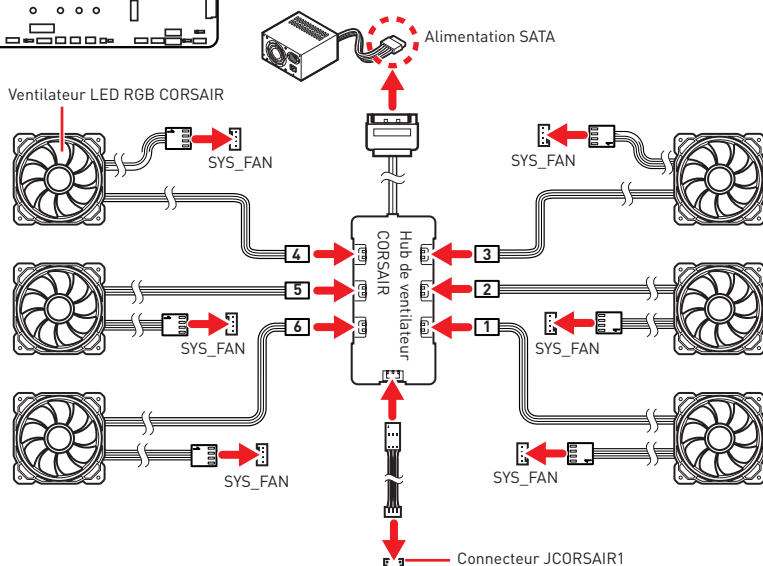 Alimentation SATA
Ventilateur LED RGB CORSAIR
SYS_FAN
SYS_FAN
4
3
Hub de ventilateur
CORSAIR
5
2
6
1
SYS_FAN
SYS_FAN
SYS_FAN
SYS_FAN
Connecteur JCORSAIR1